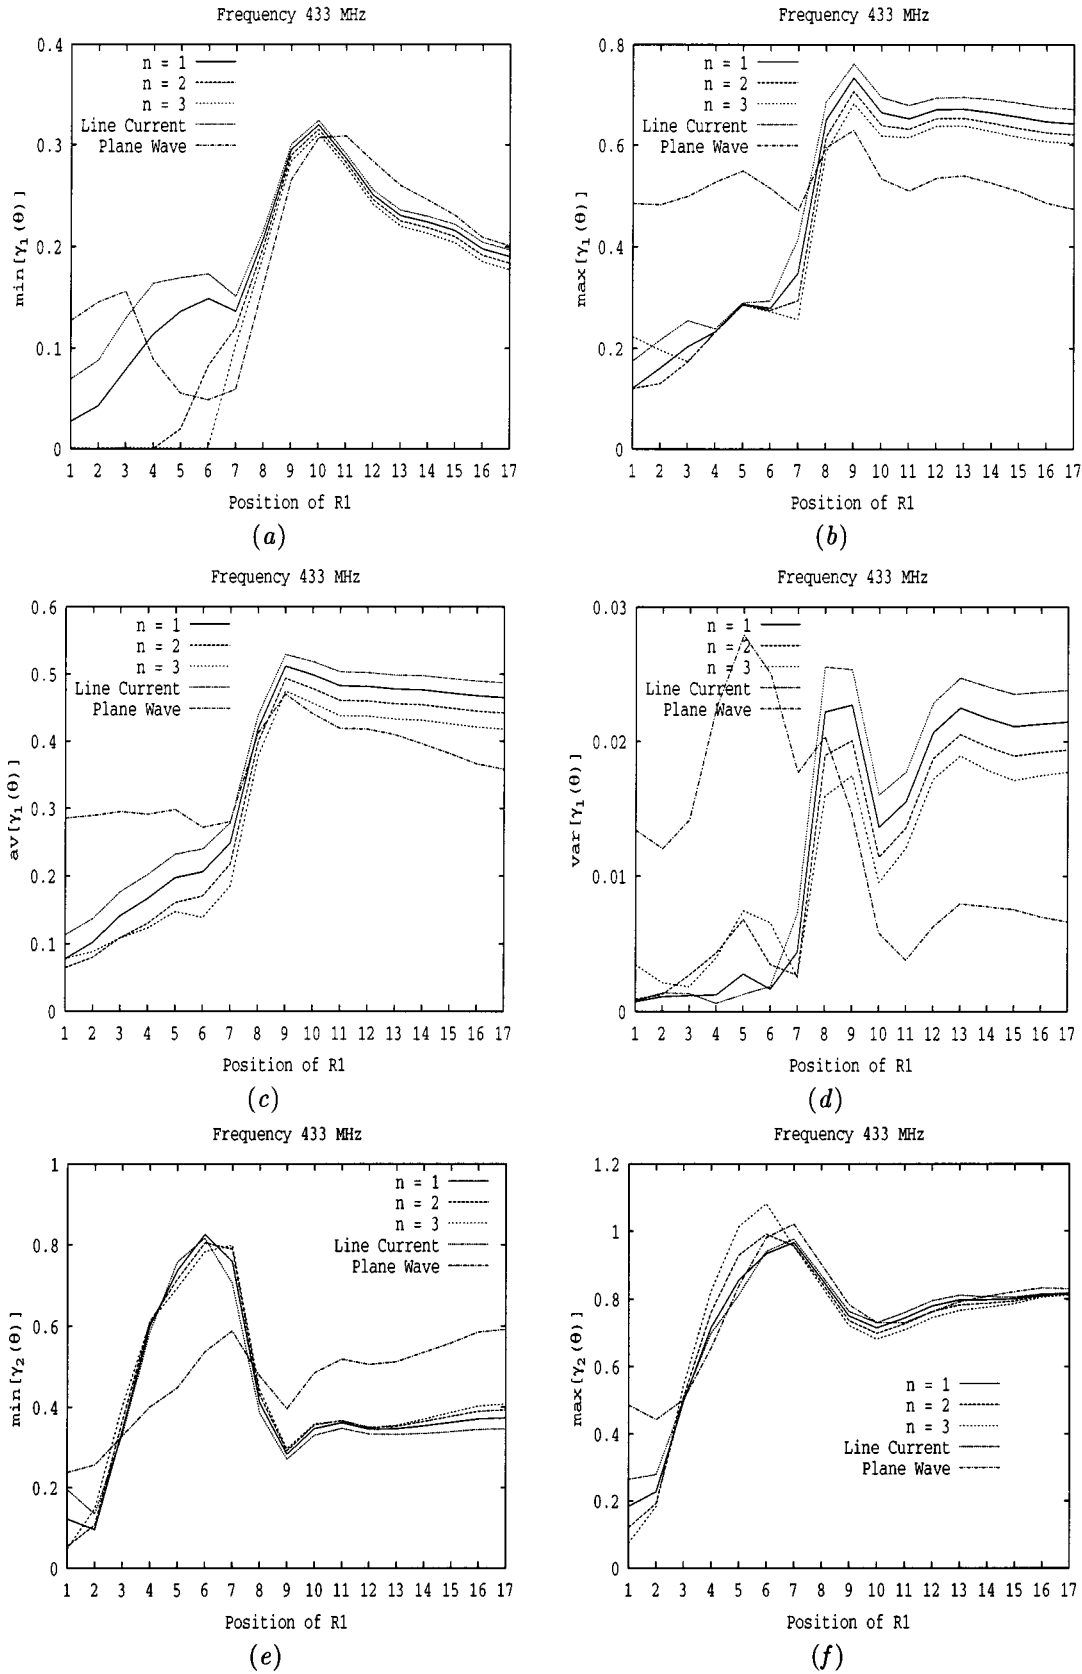 Frequency 433 MHz
0.4
0.3
0.2
0.1
0
min[γ₁(θ)]
n = 1
n = 2
n = 3
Line Current
Plane Wave
1 2 3 4 5 6 7 8 9 10 11 12 13 14 15 16 17
Position of R1
(a)
Frequency 433 MHz
0.8
0.6
0.4
0.2
0
max[γ₁(θ)]
n = 1
n = 2
n = 3
Line Current
Plane Wave
1 2 3 4 5 6 7 8 9 10 11 12 13 14 15 16 17
Position of R1
(b)
Frequency 433 MHz
0.6
0.5
0.4
0.3
0.2
0.1
0
av[γ₁(θ)]
n = 1
n = 2
n = 3
Line Current
Plane Wave
1 2 3 4 5 6 7 8 9 10 11 12 13 14 15 16 17
Position of R1
(c)
Frequency 433 MHz
0.03
0.02
0.01
0
var[γ₁(θ)]
n = 1
n = 2
n = 3
Line Current
Plane Wave
1 2 3 4 5 6 7 8 9 10 11 12 13 14 15 16 17
Position of R1
(d)
Frequency 433 MHz
1
0.8
0.6
0.4
0.2
0
min[γ₂(θ)]
n = 1
n = 2
n = 3
Line Current
Plane Wave
1 2 3 4 5 6 7 8 9 10 11 12 13 14 15 16 17
Position of R1
(e)
Frequency 433 MHz
1.2
1
0.8
0.6
0.4
0.2
0
max[γ₂(θ)]
n = 1
n = 2
n = 3
Line Current
Plane Wave
1 2 3 4 5 6 7 8 9 10 11 12 13 14 15 16 17
Position of R1
(f)